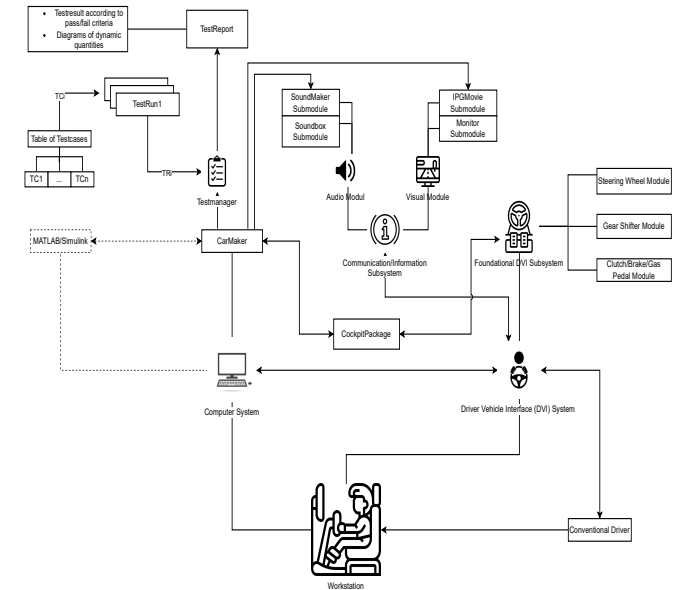 Testresult according to
pass/fail criteria
Diagrams of dynamic
quantities
TestReport
TCi
TestRun1
Table of Testcases
TC1
...
TCn
TRi
Testmanager
SoundMaker
Submodule
Soundbox
Submodule
Audio Modul
IPGMovie
Submodule
Monitor
Submodule
Visual Module
Communication/Information
Subsystem
Steering Wheel Module
Gear Shifter Module
Clutch/Brake/Gas
Pedal Module
Foundational DVI Subsystem
MATLAB/Simulink
CarMaker
CockpitPackage
Computer System
Driver Vehicle Interface (DVI) System
Conventional Driver
Workstation